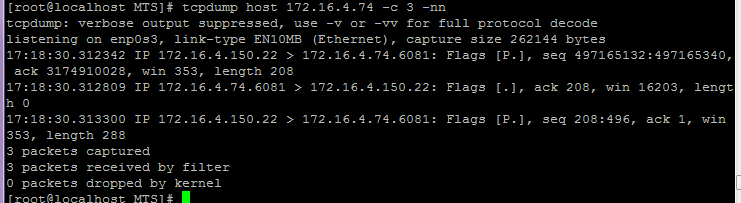 [root@localhost MTS]# tcpdump host 172.16.4.74 -c 3 -nn
tcpdump: verbose output suppressed, use -v or -vv for full protocol decode
listening on enp0s3, link-type EN10MB (Ethernet), capture size 262144 bytes
17:18:30.312342 IP 172.16.4.150.22 > 172.16.4.74.6081: Flags [P.], seq 497165132:497165340,
ack 3174910028, win 353, length 208
17:18:30.312809 IP 172.16.4.74.6081 > 172.16.4.150.22: Flags [.], ack 208, win 16203, lengt
h 0
17:18:30.313300 IP 172.16.4.150.22 > 172.16.4.74.6081: Flags [P.], seq 208:496, ack 1, win
353, length 288
3 packets captured
3 packets received by filter
0 packets dropped by kernel
[root@localhost MTS]#